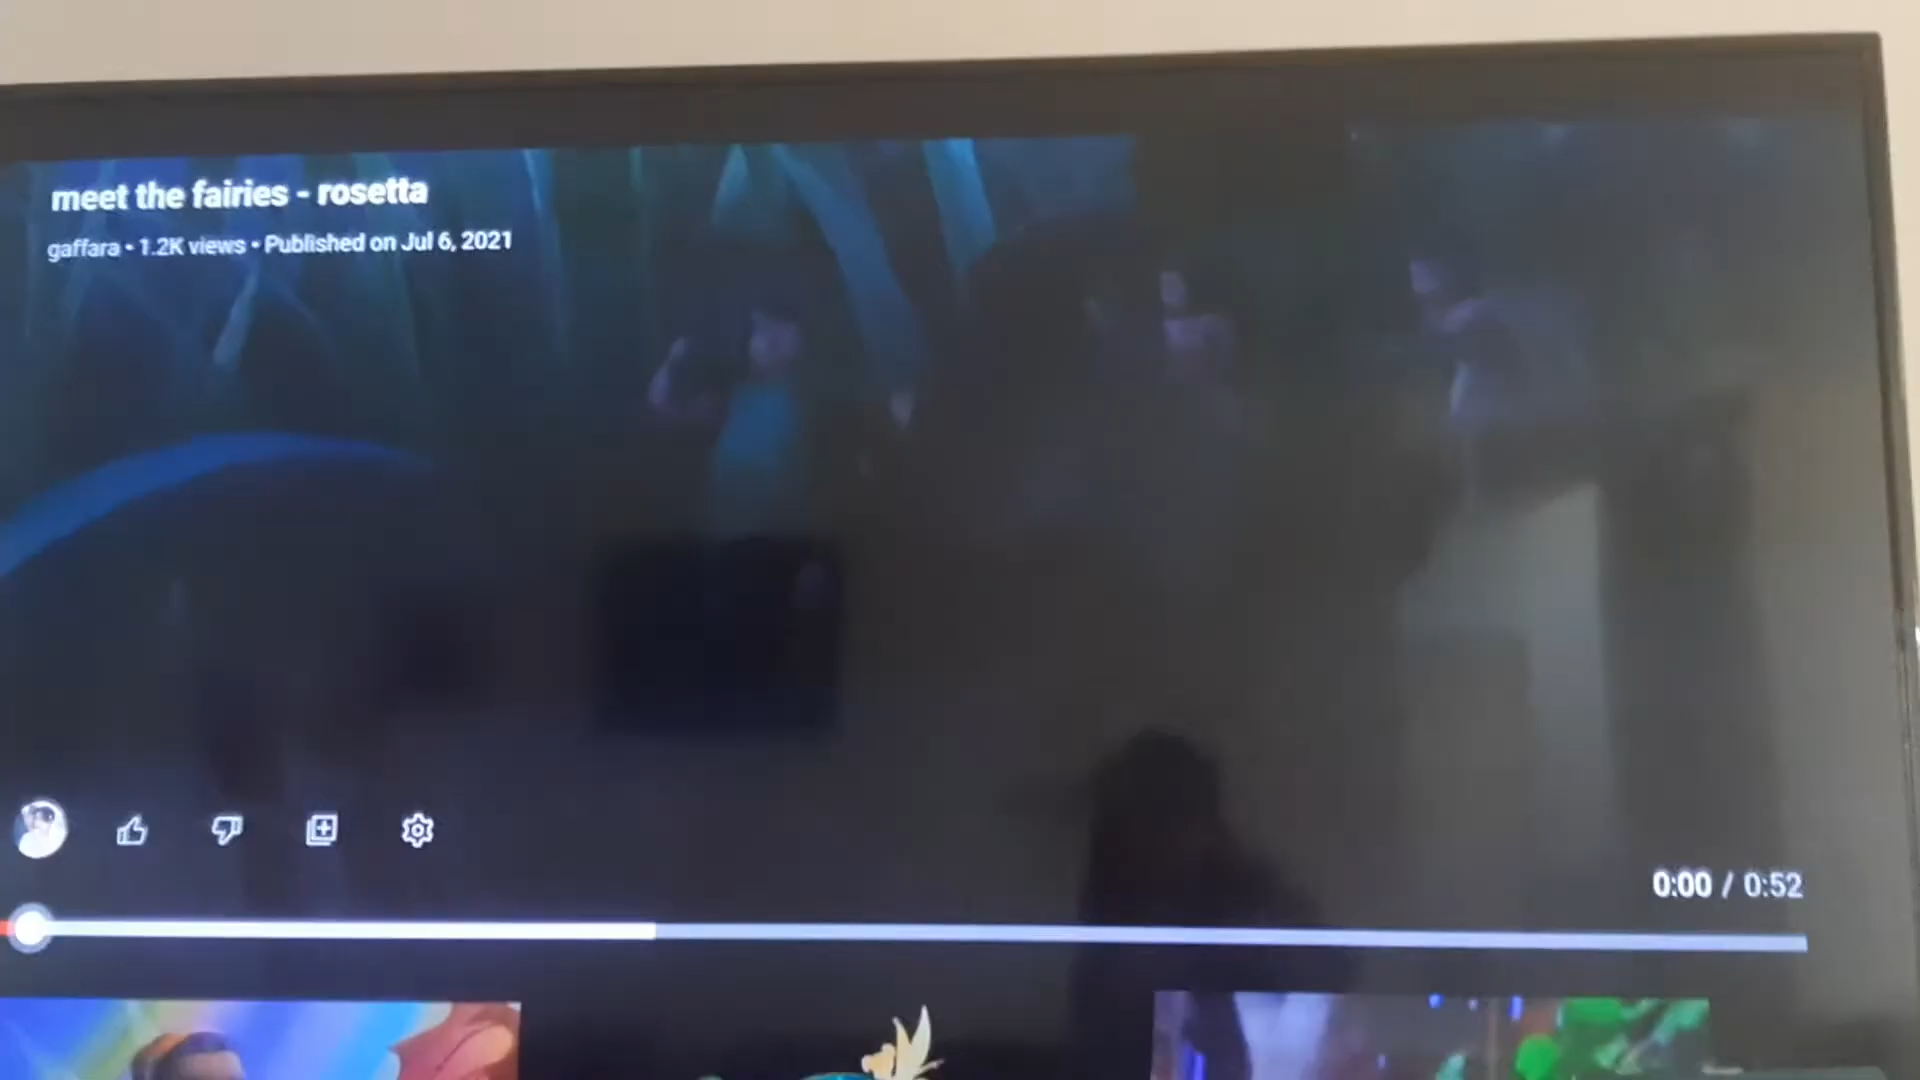 meet the fairies - rosetta
gaffara • 1.2K views • Published on Jul 6, 2021
0:00 / 0:52